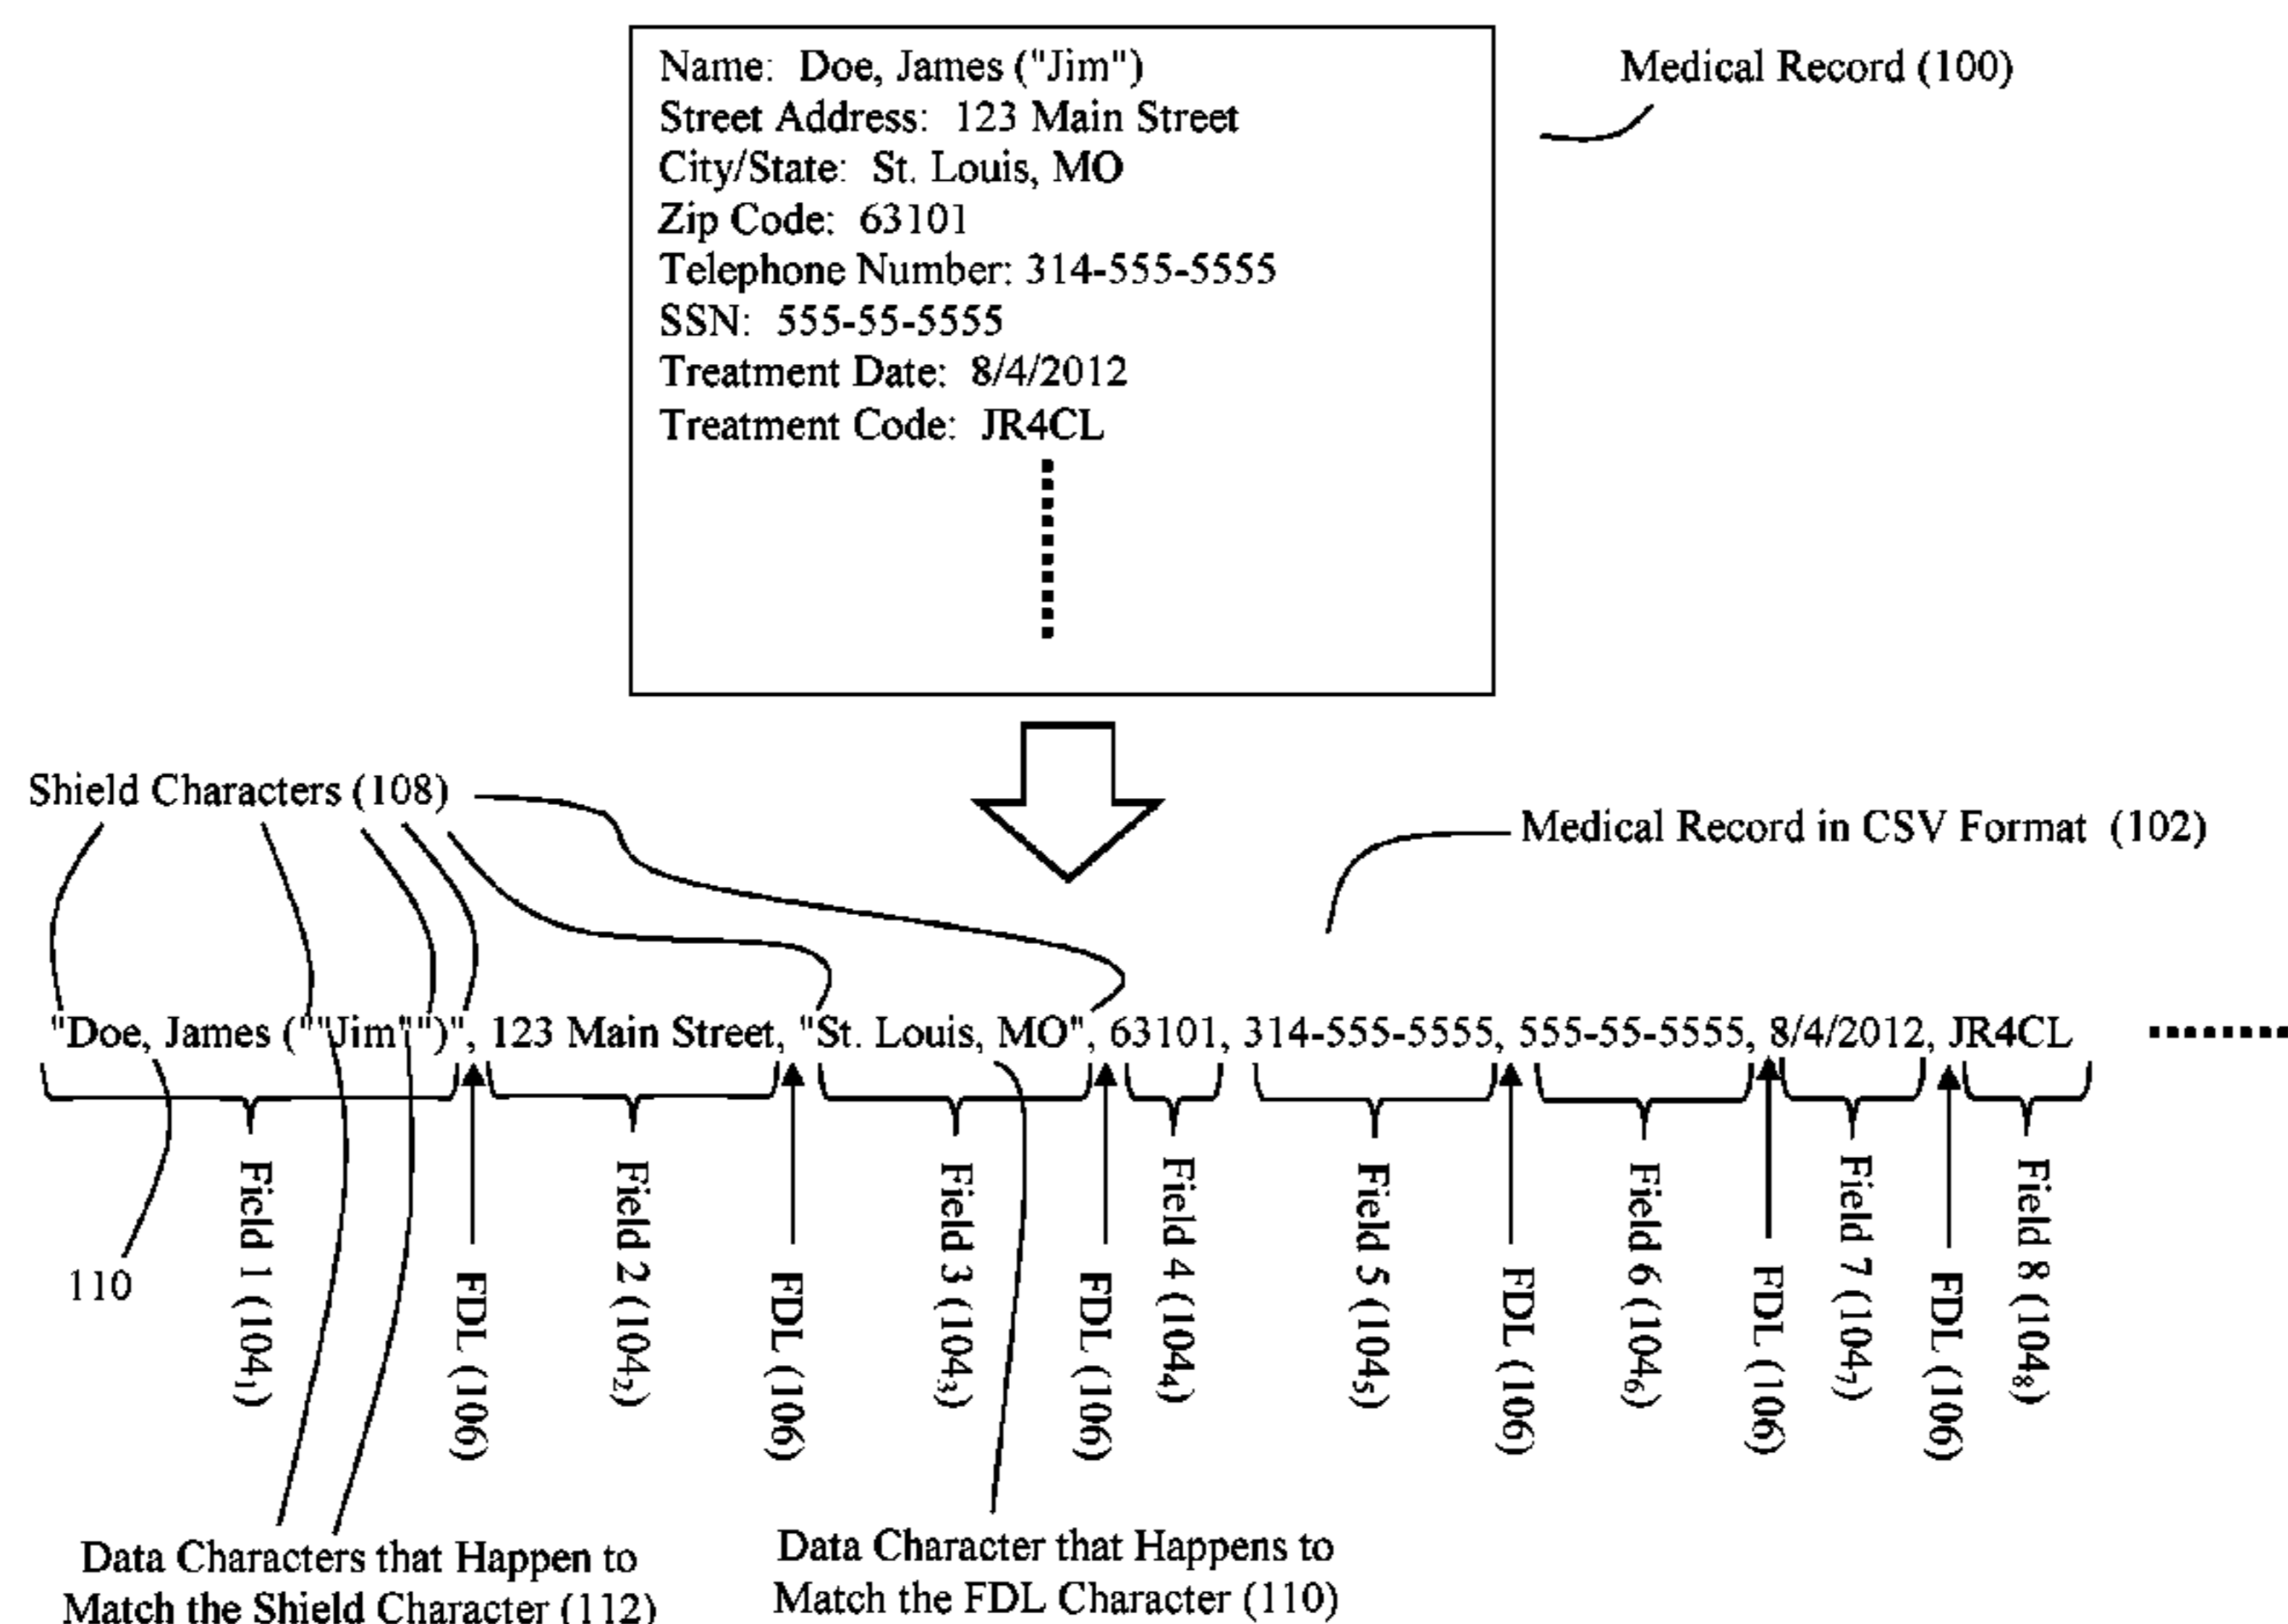 Name: Doe, James ("Jim")
Street Address: 123 Main Street
City/State: St. Louis, MO
Zip Code: 63101
Telephone Number: 314-555-5555
SSN: 555-55-5555
Treatment Date: 8/4/2012
Treatment Code: JR4CL
Medical Record (100)
Shield Characters (108)
Medical Record in CSV Format (102)
"Doe, James (""Jim"")", 123 Main Street, "St. Louis, MO", 63101, 314-555-5555, 555-55-5555, 8/4/2012, JR4CL
110
Field 1 (104₁)
FDL (106)
Field 2 (104₂)
FDL (106)
Field 3 (104₃)
FDL (106)
Field 4 (104₄)
Field 5 (104₅)
FDL (106)
Field 6 (104₆)
FDL (106)
Field 7 (104₇)
FDL (106)
Field 8 (104₈)
Data Characters that Happen to
Match the Shield Character (112)
Data Character that Happens to
Match the FDL Character (110)